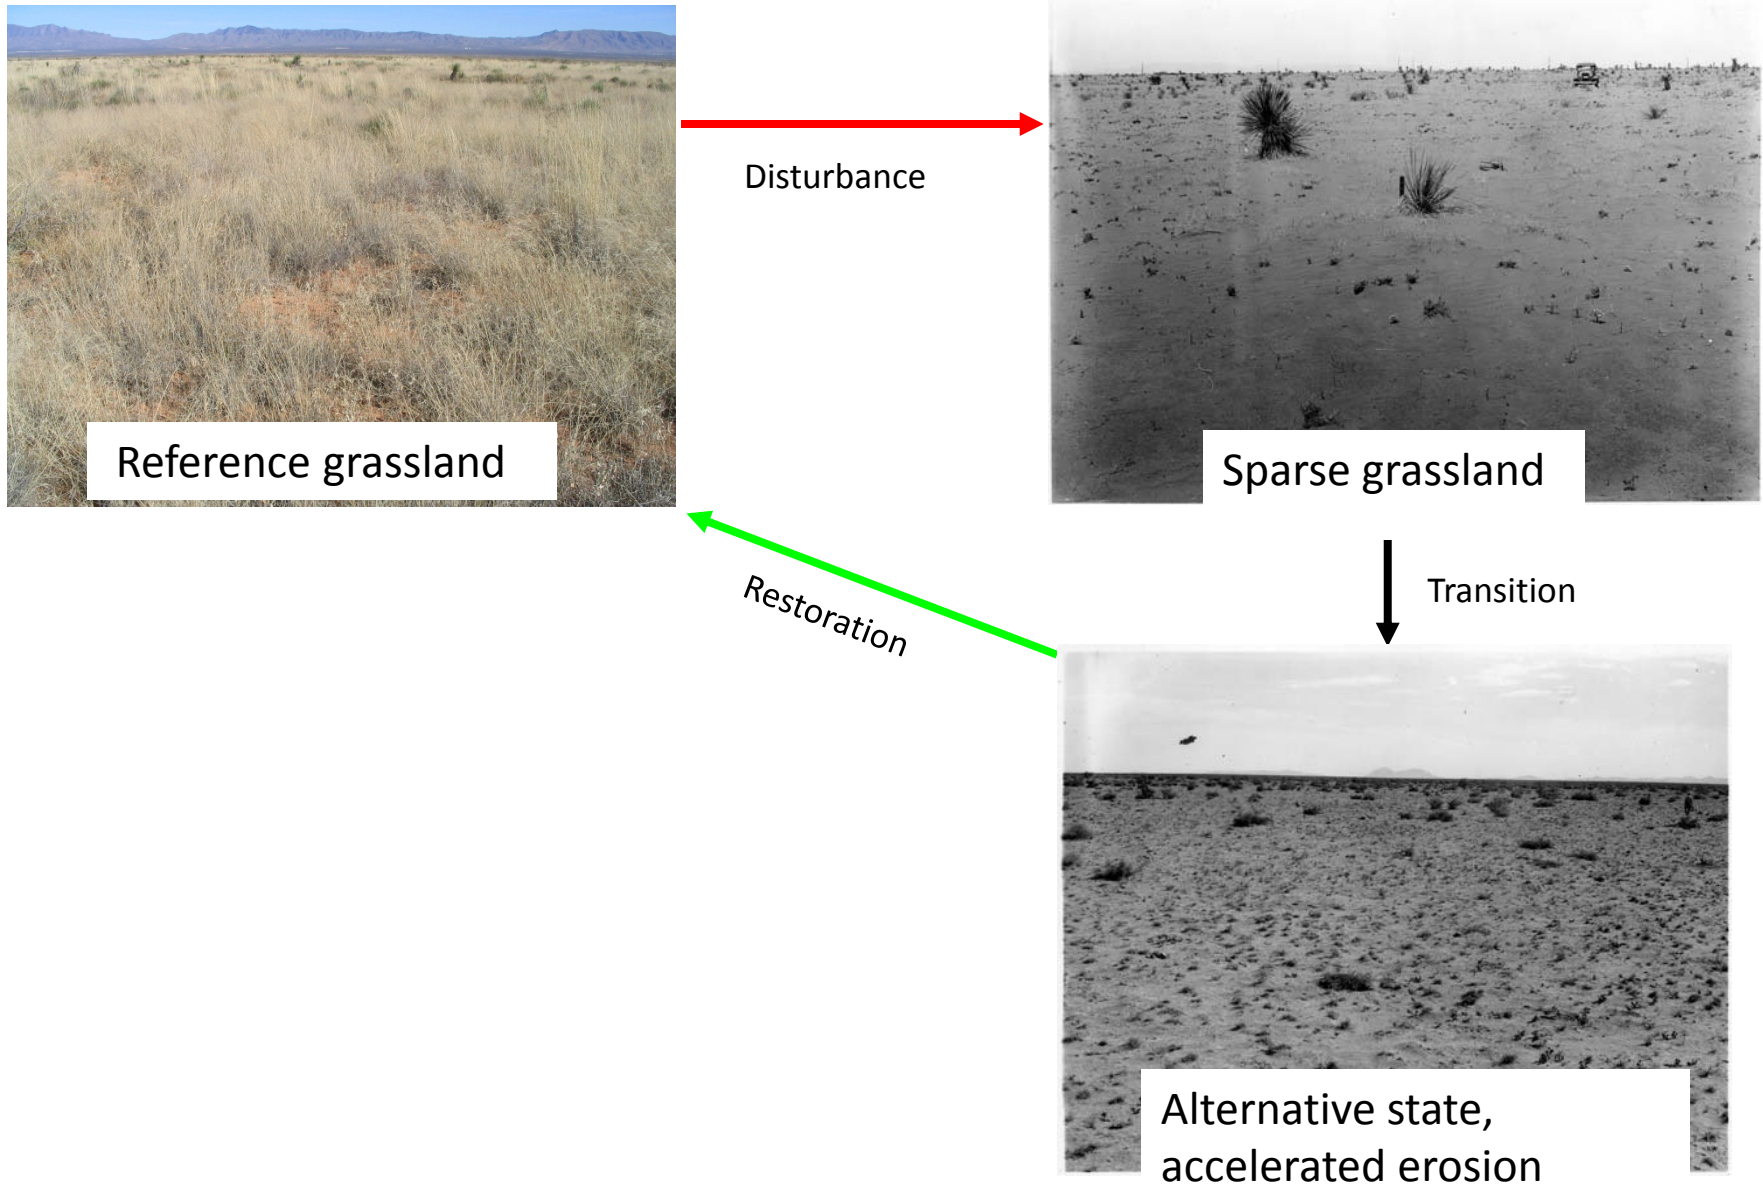 Disturbance
Reference grassland
Sparse grassland
Transition
Restoration
Alternative state,
accelerated erosion